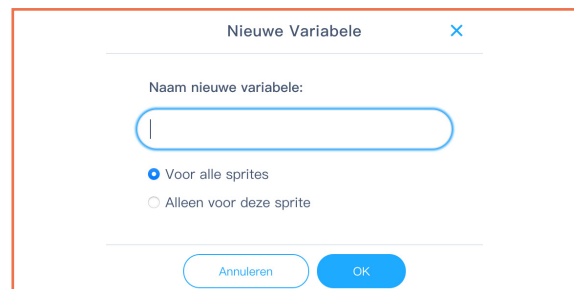 Nieuwe Variabele
Naam nieuwe variabele:
Voor alle sprites
Alleen voor deze sprite
Annuleren OK